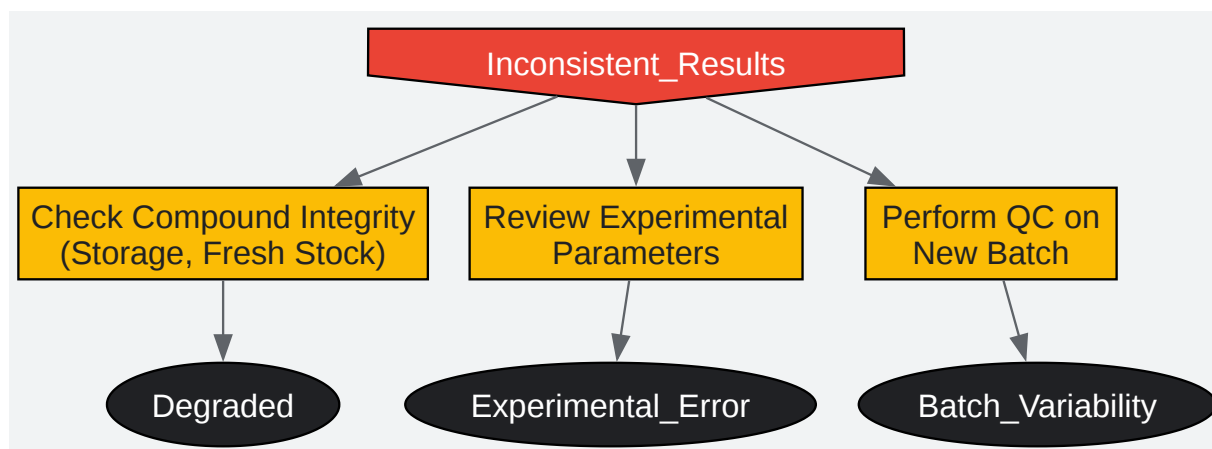 Inconsistent_Results
Check Compound Integrity
(Storage, Fresh Stock)
Review Experimental
Parameters
Perform QC on
New Batch
Degraded
Experimental_Error
Batch_Variability